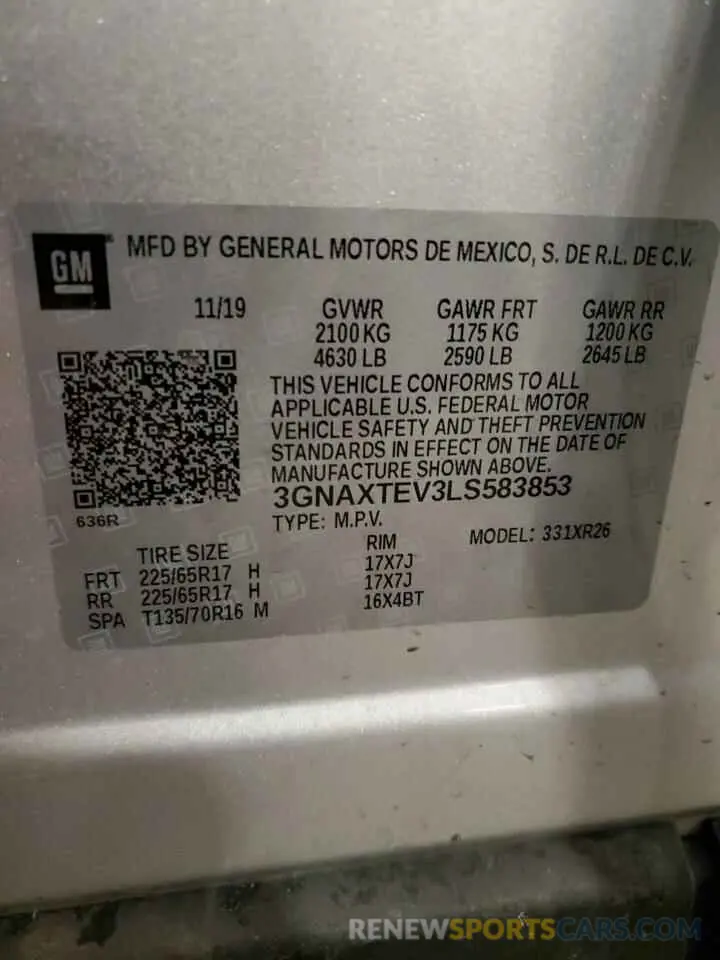 GM MFD BY GENERAL MOTORS DE MEXICO, S. DE R.L. DE C.V.
11/19 GVWR GAWR FRT GAWR RR
2100 KG 1175 KG 1200 KG
4630 LB 2590 LB 2645 LB
THIS VEHICLE CONFORMS TO ALL
APPLICABLE U.S. FEDERAL MOTOR
VEHICLE SAFETY AND THEFT PREVENTION
STANDARDS IN EFFECT ON THE DATE OF
MANUFACTURE SHOWN ABOVE.
3GNAXTEV3LS583853
636R TYPE: M.P.V. MODEL: 331XR26
TIRE SIZE RIM
FRT 225/65R17 H 17X7J
RR 225/65R17 H 17X7J
SPA T135/70R16 M 16X4BT
RENEWSPORTSCARS.COM